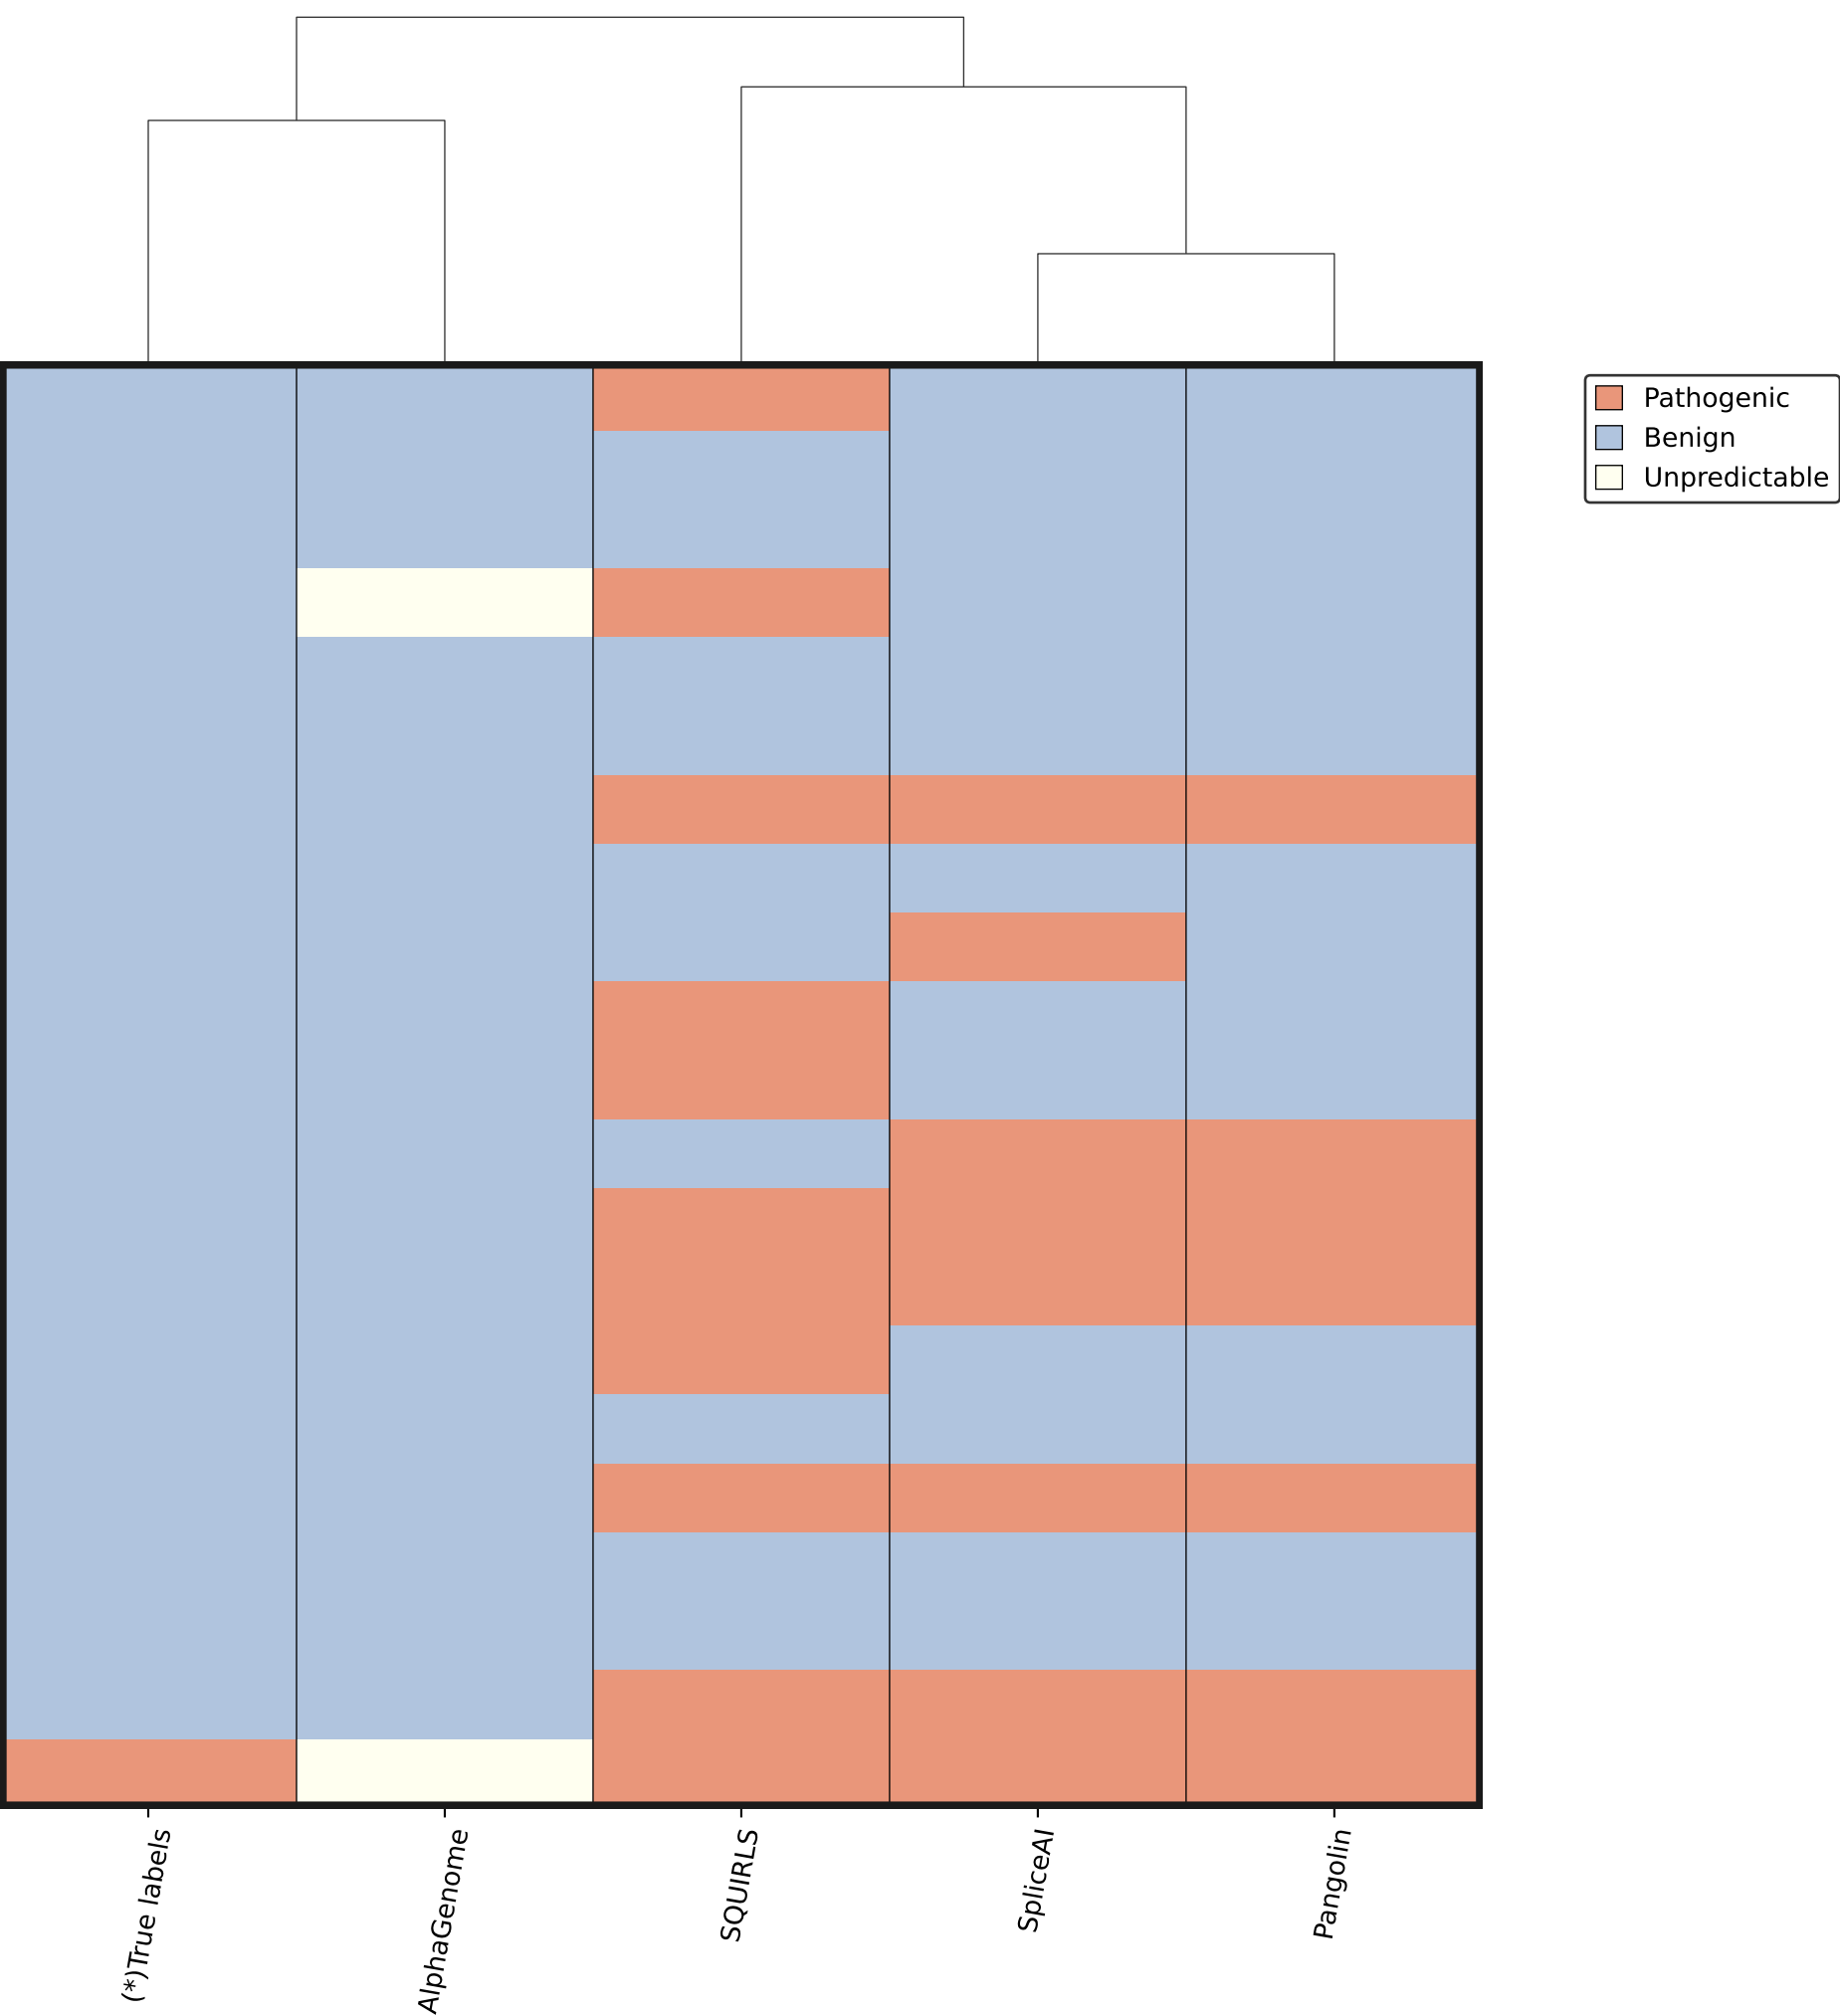 Pathogenic
Benign
Unpredictable
(*)True labels
AlphaGenome
SQUIRLS
SpliceAI
Pangolin